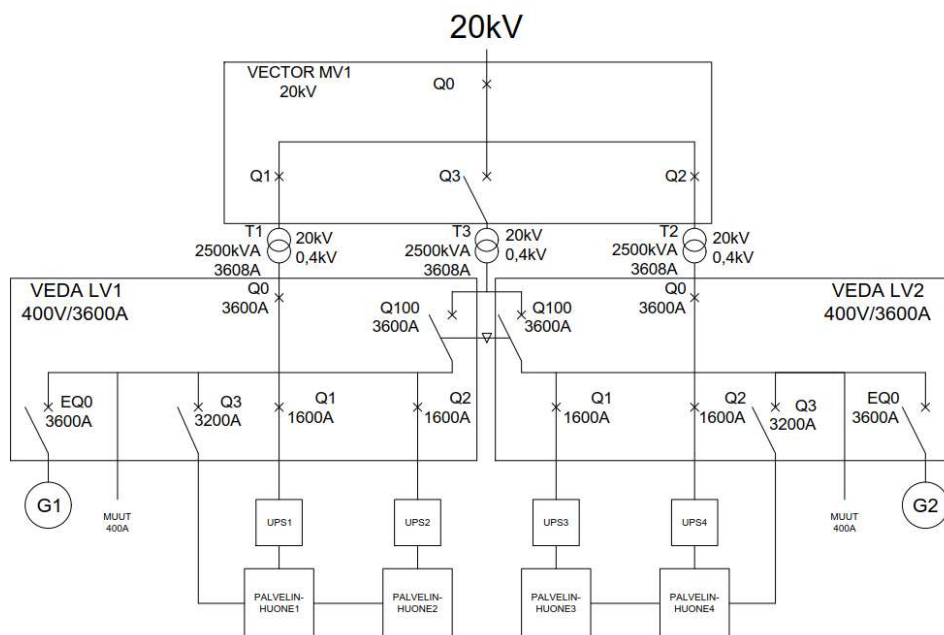 20kV
VECTOR MV1
20kV
Q0
Q1
Q3
Q2
T1
2500kVA
3608A
20kV
0,4kV
T3
2500kVA
3608A
20kV
0,4kV
T2
2500kVA
3608A
20kV
0,4kV
VEDA LV1
400V/3600A
Q0
3600A
Q100
3600A
Q100
3600A
Q0
3600A
VEDA LV2
400V/3600A
EQ0
3600A
Q3
3200A
Q1
1600A
Q2
1600A
Q1
1600A
Q2
1600A
Q3
3200A
EQ0
3600A
G1
MUUT
400A
UPS1
UPS2
UPS3
UPS4
MUUT
400A
G2
PALVELIN-
HUONE1
PALVELIN-
HUONE2
PALVELIN-
HUONE3
PALVELIN-
HUONE4